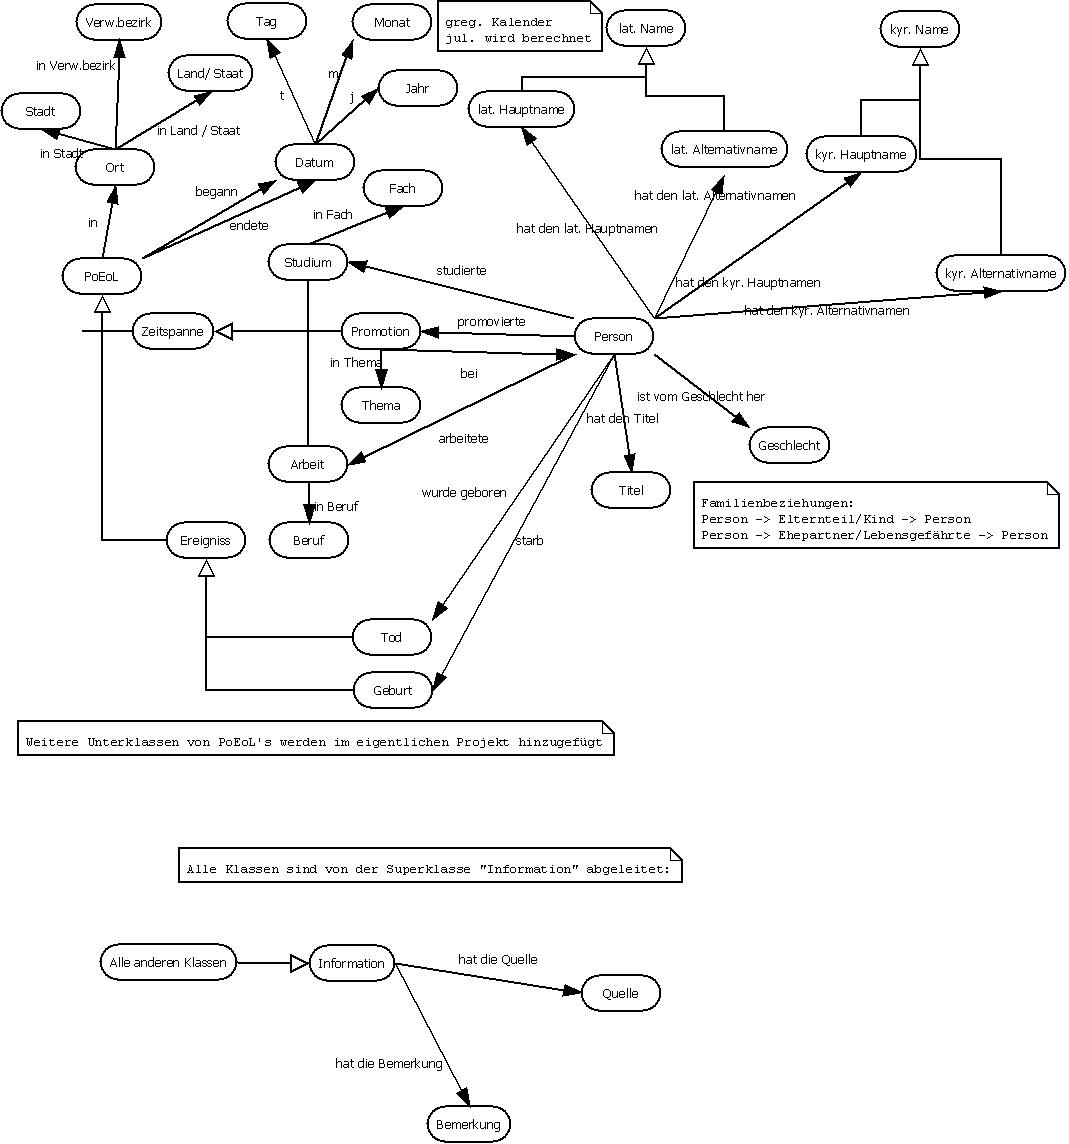 Verw.bezirk
Tag
Monat
greg. Kalender
jul. wird berechnet
lat. Name
kyr. Name
in Verw.bezirk
Land/ Staat
m
Jahr
t
j
Stadt
lat. Hauptname
in Land / Staat
in Stadt
Ort
Datum
lat. Alternativname
kyr. Hauptname
Fach
begann
hat den lat. Alternativnamen
in
endete
in Fach
hat den lat. Hauptnamen
PoEoL
Studium
studierte
kyr. Alternativname
hat den kyr. Hauptnamen
hat den kyr. Alternativnamen
Zeitspanne
Promotion
promovierte
Person
in Thema
bei
Thema
ist vom Geschlecht her
hat den Titel
arbeitete
Geschlecht
Arbeit
wurde geboren
Titel
in Beruf
Familienbeziehungen:
Person -> Elternteil/Kind -> Person
Person -> Ehepartner/Lebensgefährte -> Person
Ereigniss
Beruf
starb
Tod
Geburt
Weitere Unterklassen von PoEoL's werden im eigentlichen Projekt hinzugefügt
Alle Klassen sind von der Superklasse "Information" abgeleitet:
Alle anderen Klassen
Information
hat die Quelle
Quelle
hat die Bemerkung
Bemerkung